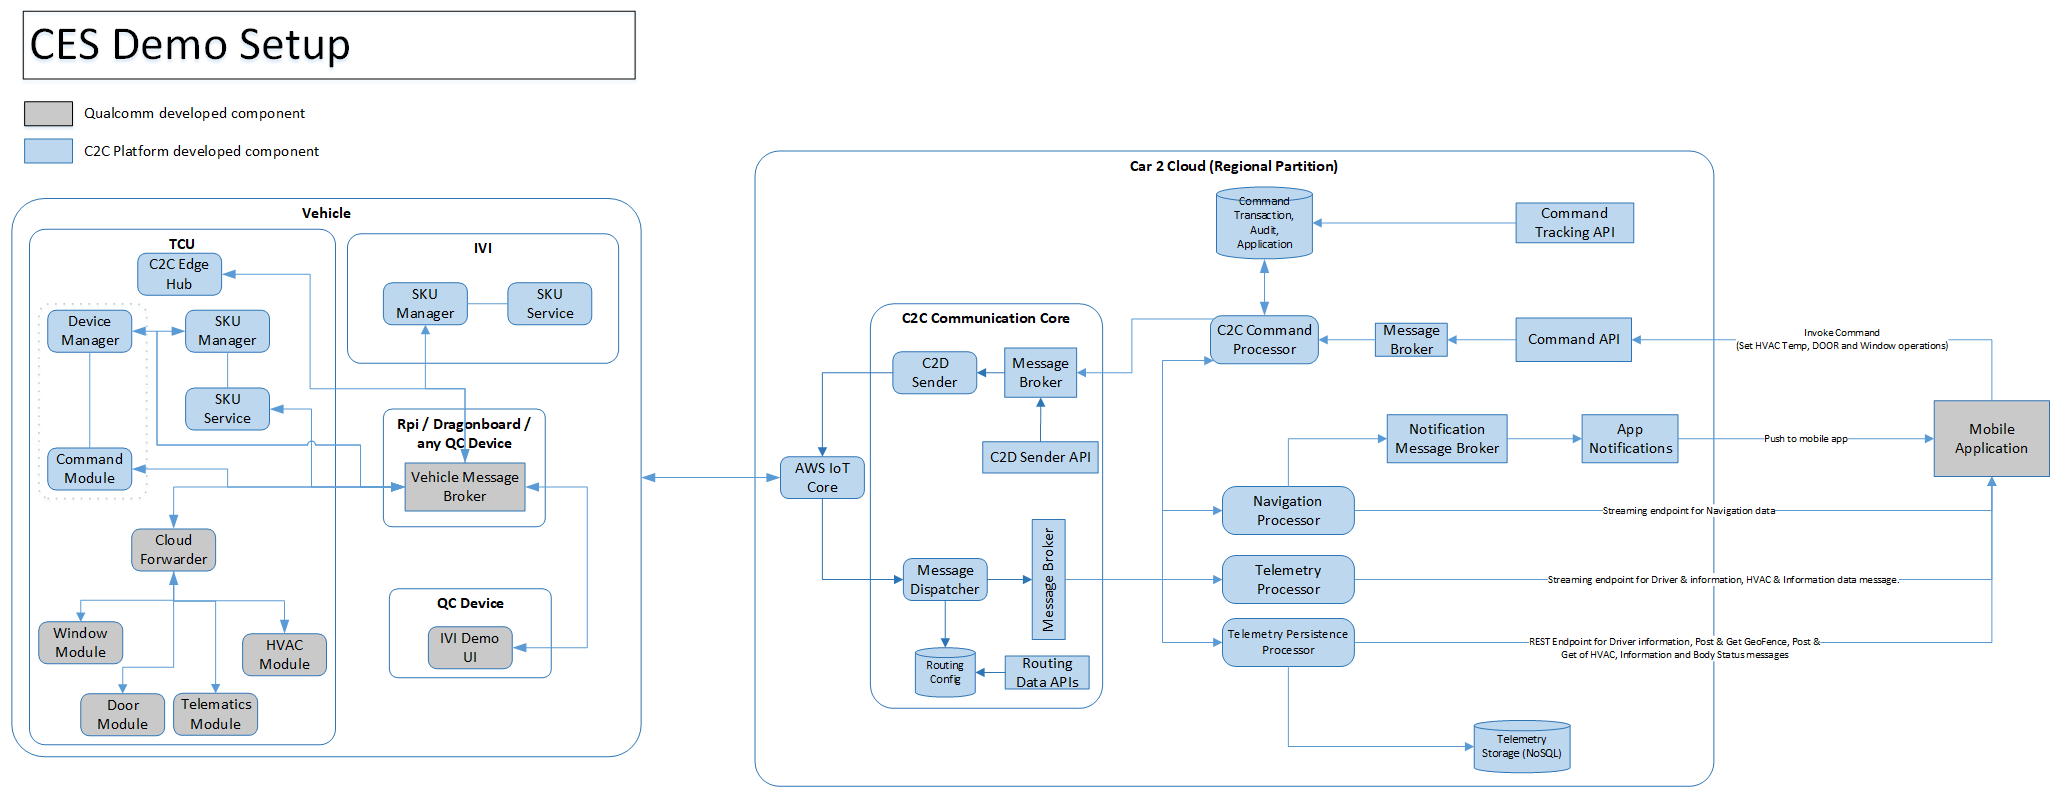 CES Demo Setup
Qualcomm developed component
C2C Platform developed component
Vehicle
TCU
C2C Edge
Hub
Device
Manager
SKU
Manager
SKU
Service
Command
Module
Cloud
Forwarder
Window
Module
HVAC
Module
Door
Module
Telematics
Module
IVI
SKU
Manager
SKU
Service
Rpi / Dragonboard /
any QC Device
Vehicle Message
Broker
QC Device
IVI Demo
UI
Car 2 Cloud (Regional Partition)
AWS IoT
Core
C2C Communication Core
C2D
Sender
Message
Broker
C2D Sender API
Message
Dispatcher
Message Broker
Routing
Config
Routing
Data APIs
Command
Transaction,
Audit,
Application
Command
Tracking API
C2C Command
Processor
Message
Broker
Command API
Invoke Command
(Set HVAC Temp, DOOR and Window operations)
Notification
Message Broker
App
Notifications
Push to mobile app
Mobile
Application
Navigation
Processor
Streaming endpoint for Navigation data
Telemetry
Processor
Streaming endpoint for Driver & information, HVAC & Information data message.
Telemetry Persistence
Processor
REST Endpoint for Driver information, Post & Get GeoFence, Post &
Get of HVAC, Information and Body Status messages
Telemetry
Storage (NoSQL)